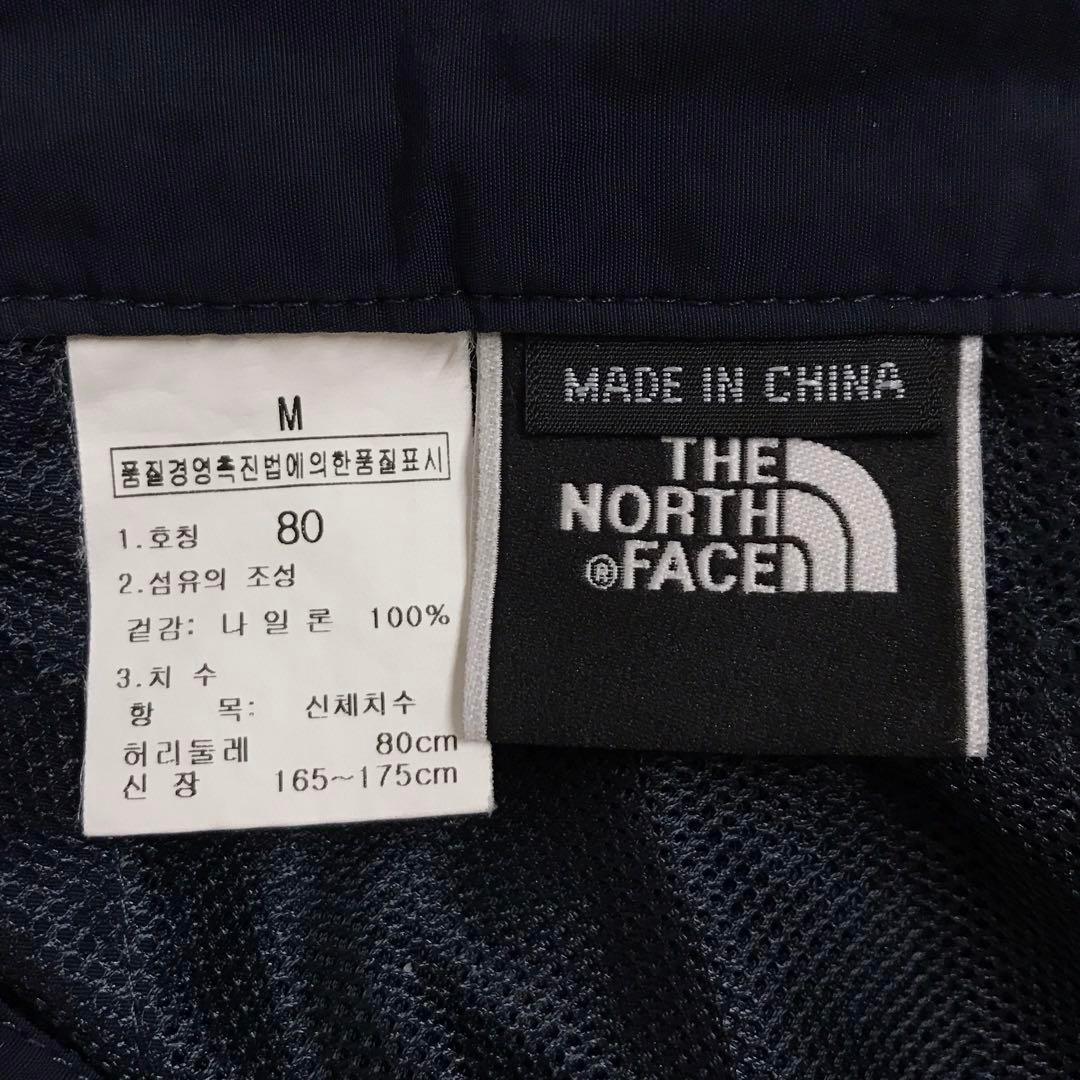 M
품질경영촉진법에의한품질표시
1.호칭 80
2.섬유의 조성
겉감: 나 일 론 100%
3.치 수
항 목: 신체치수
허리둘레 80cm
신 장 165~175cm
MADE IN CHINA
THE
NORTH
®FACE